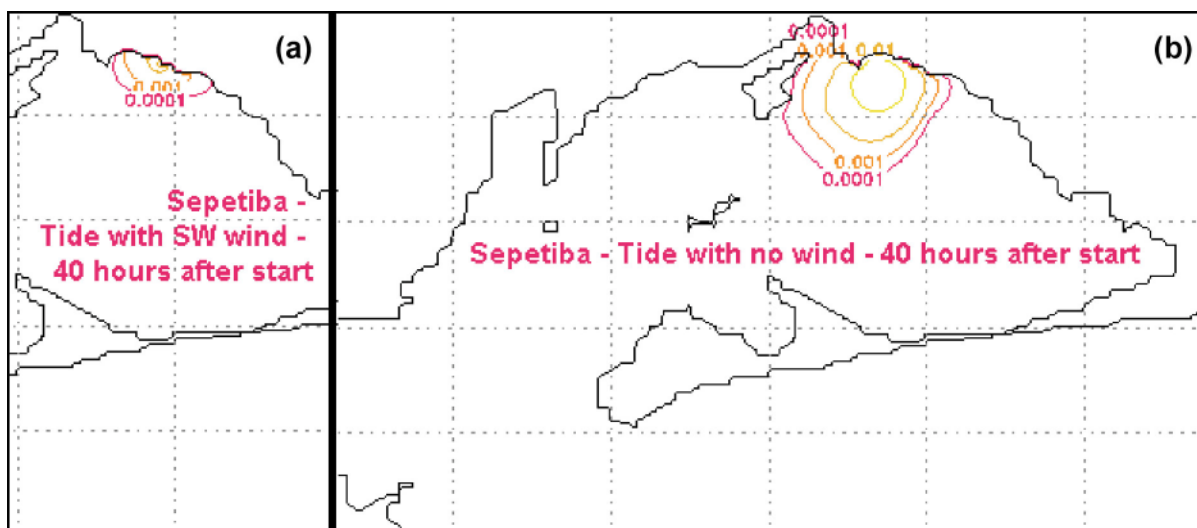 (a)
0.001
0.0001
Sepetiba -
Tide with SW wind -
40 hours after start
(b)
0.0001
0.001 0.01
0.001
0.0001
Sepetiba - Tide with no wind - 40 hours after start